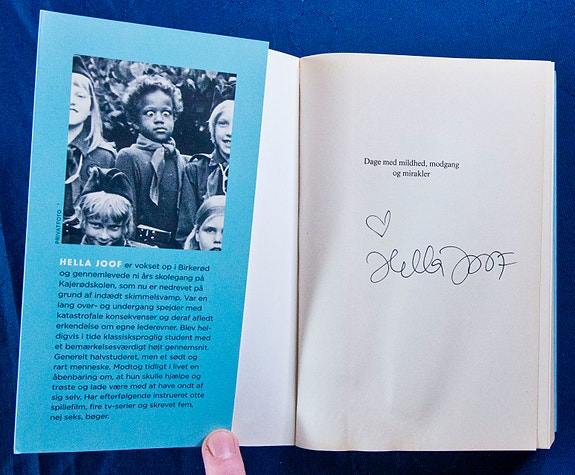 PRIVATFOTO
HELLA JOOF er vokset op i Birkerød
og gennemlevede ni års skolegang på
Kajerødskolen, som nu er nedrevet på
grund af indædt skimmelsvamp. Var en
lang over- og undergang spejder med
katastrofale konsekvenser og deraf afledt
erkendelse om egne lederevner. Blev hel-
digvis i tide klassisksproglig student med
et bemærkelsesværdigt højt gennemsnit.
Generelt halvstuderet, men et sødt og
rart menneske. Modtog tidligt i livet en
åbenbaring om, at hun skulle hjælpe og
trøste og lade være med at have ondt af
sig selv. Har efterfølgende instrueret otte
spillefilm, fire tv-serier og skrevet fem,
nej seks, bøger.
Dage med mildhed, modgang
og mirakler
Hella Joof